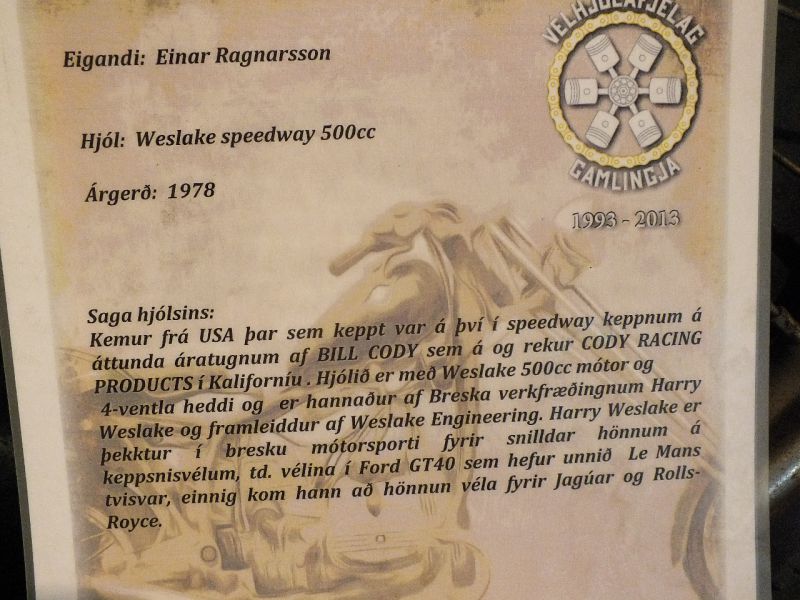 VÉLHJÓLAFJELAG
GAMLINGJA
1993 - 2013
Eigandi: Einar Ragnarsson
Hjól: Weslake speedway 500cc
Árgerð: 1978
Saga hjólsins:
Kemur frá USA þar sem keppt var á því í speedway keppnum á
áttunda áratugnum af BILL CODY sem á og rekur CODY RACING
PRODUCTS í Kaliforníu . Hjólið er með Weslake 500cc mótor og
4-ventla heddi og er hannaður af Breska verkfræðingnum Harry
Weslake og framleiddur af Weslake Engineering. Harry Weslake er
þekktur í bresku mótorsporti fyrir snilldar hönnum á
keppsnisvélum, td. vélina í Ford GT40 sem hefur unnið Le Mans
tvisvar, einnig kom hann að hönnun véla fyrir Jagúar og Rolls-
Royce.